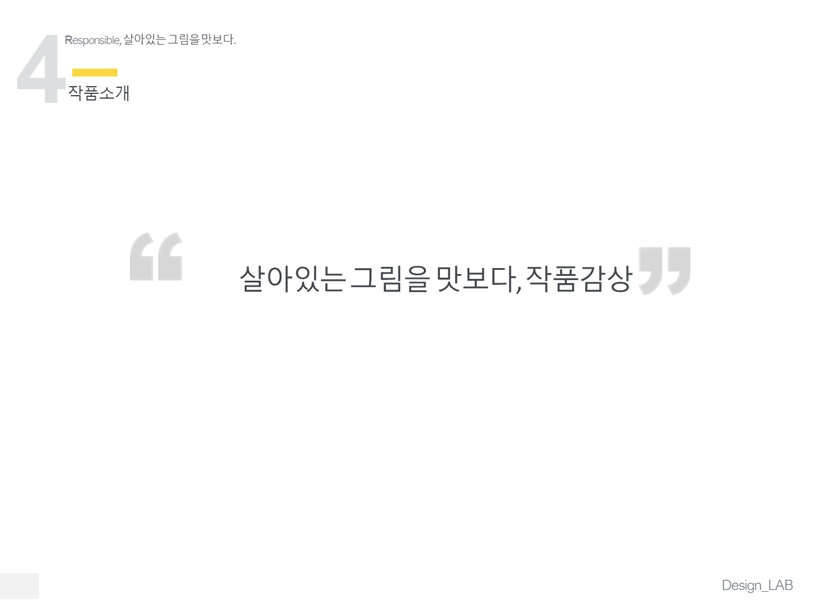 4
Responsible, 살아있는 그림을 맛보다.
작품소개
“ 살아있는 그림을 맛보다, 작품감상 ”
Design_LAB